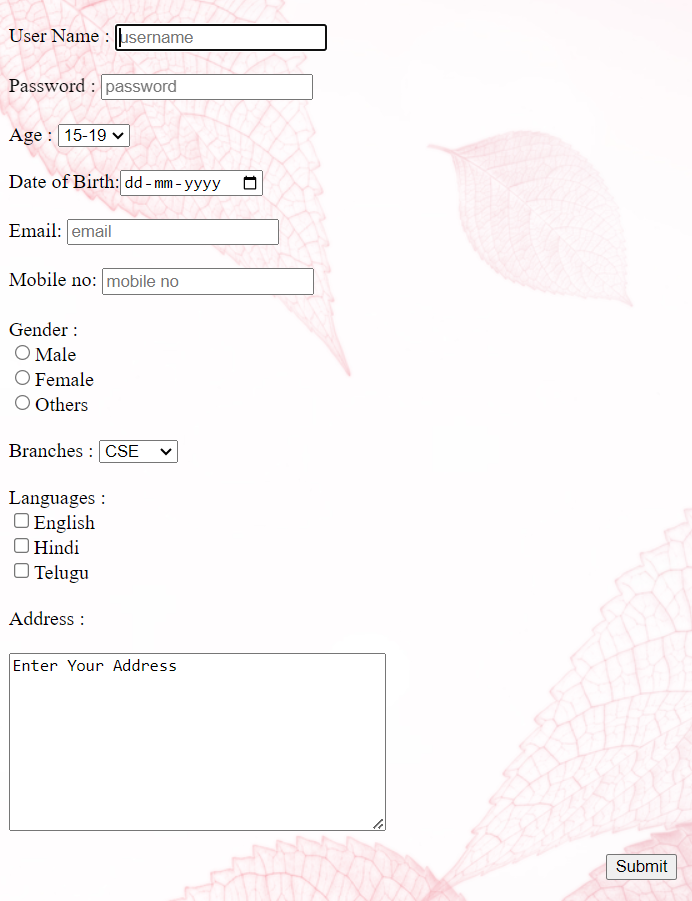 User Name : username
Password : password
Age : 15-19
Date of Birth: dd-mm-yyyy
Email: email
Mobile no: mobile no
Gender :
Male
Female
Others
Branches : CSE
Languages :
English
Hindi
Telugu
Address :
Enter Your Address
Submit